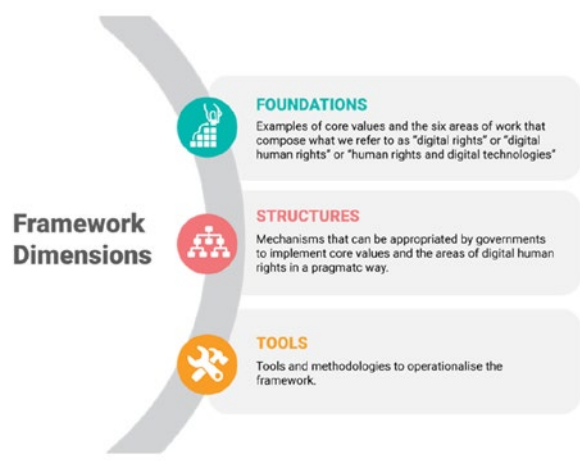 Framework
Dimensions
FOUNDATIONS
Examples of core values and the six areas of work that
compose what we refer to as "digital rights" or "digital
human rights" or "human rights and digital technologies"
STRUCTURES
Mechanisms that can be appropriated by governments
to implement core values and the areas of digital human
rights in a pragmatc way.
TOOLS
Tools and methodologies to operationalise the
framework.